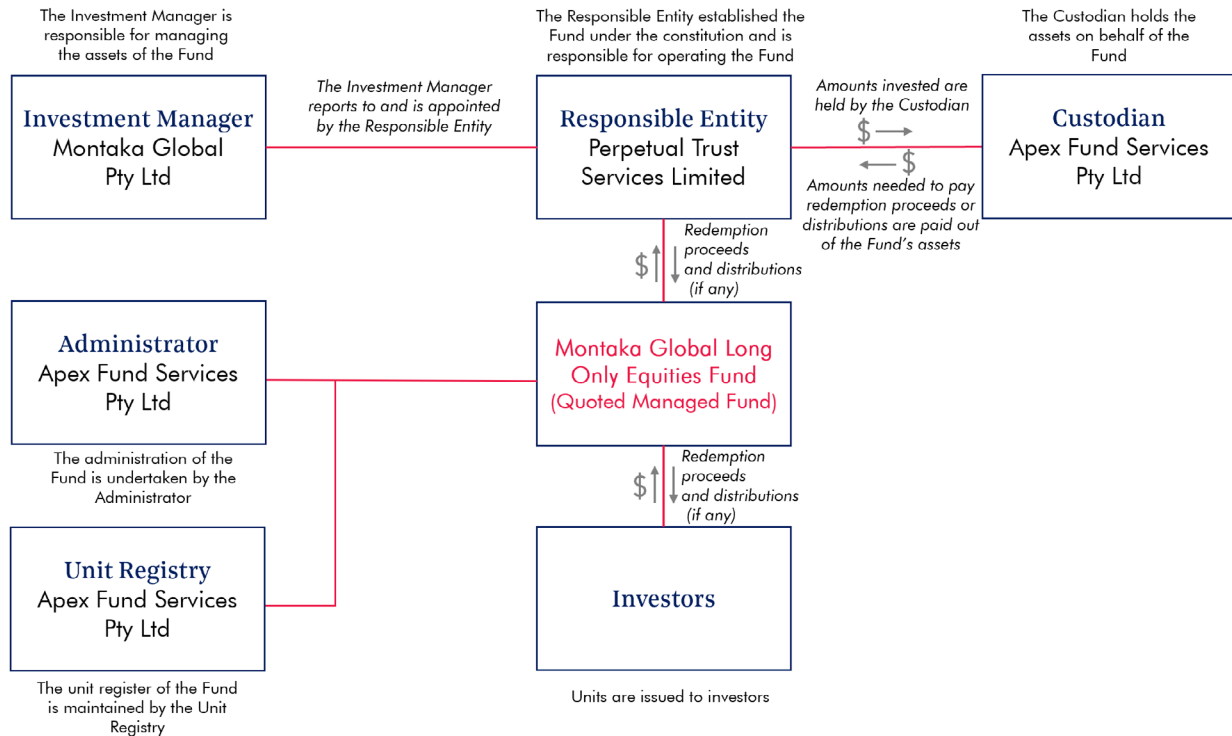 The Investment Manager is
responsible for managing
the assets of the Fund
The Responsible Entity established the
Fund under the constitution and is
responsible for operating the Fund
The Custodian holds the
assets on behalf of the
Fund
Investment Manager
Montaka Global
Pty Ltd
The Investment Manager
reports to and is appointed
by the Responsible Entity
Responsible Entity
Perpetual Trust
Services Limited
Amounts invested are
held by the Custodian
$
$
Amounts needed to pay
redemption proceeds or
distributions are paid out
of the Fund’s assets
Custodian
Apex Fund Services
Pty Ltd
$
Redemption
proceeds
and distributions
(if any)
Administrator
Apex Fund Services
Pty Ltd
The administration of the
Fund is undertaken by the
Administrator
Montaka Global Long
Only Equities Fund
(Quoted Managed Fund)
$
Redemption
proceeds
and distributions
(if any)
Unit Registry
Apex Fund Services
Pty Ltd
The unit register of the Fund
is maintained by the Unit
Registry
Investors
Units are issued to investors